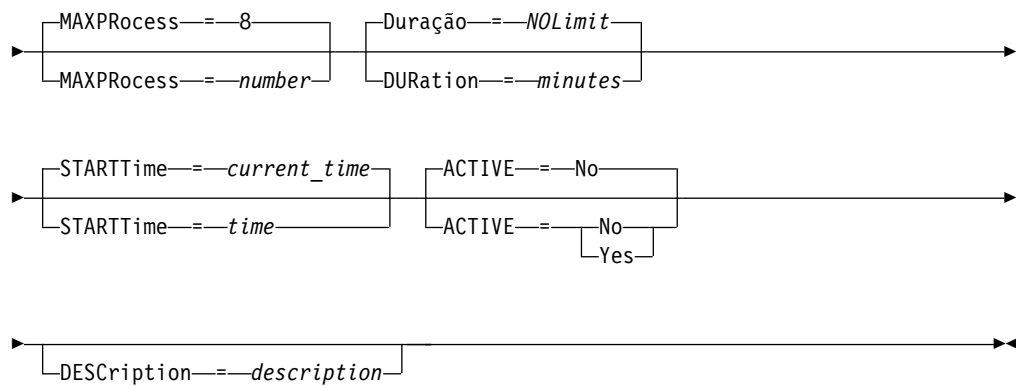 MAXPRocess = 8 Duração = NOLimit
MAXPRocess = number DURation = minutes
STARTTime = current_time ACTIVE = No
STARTTime = time ACTIVE = No
Yes
DESCription = description